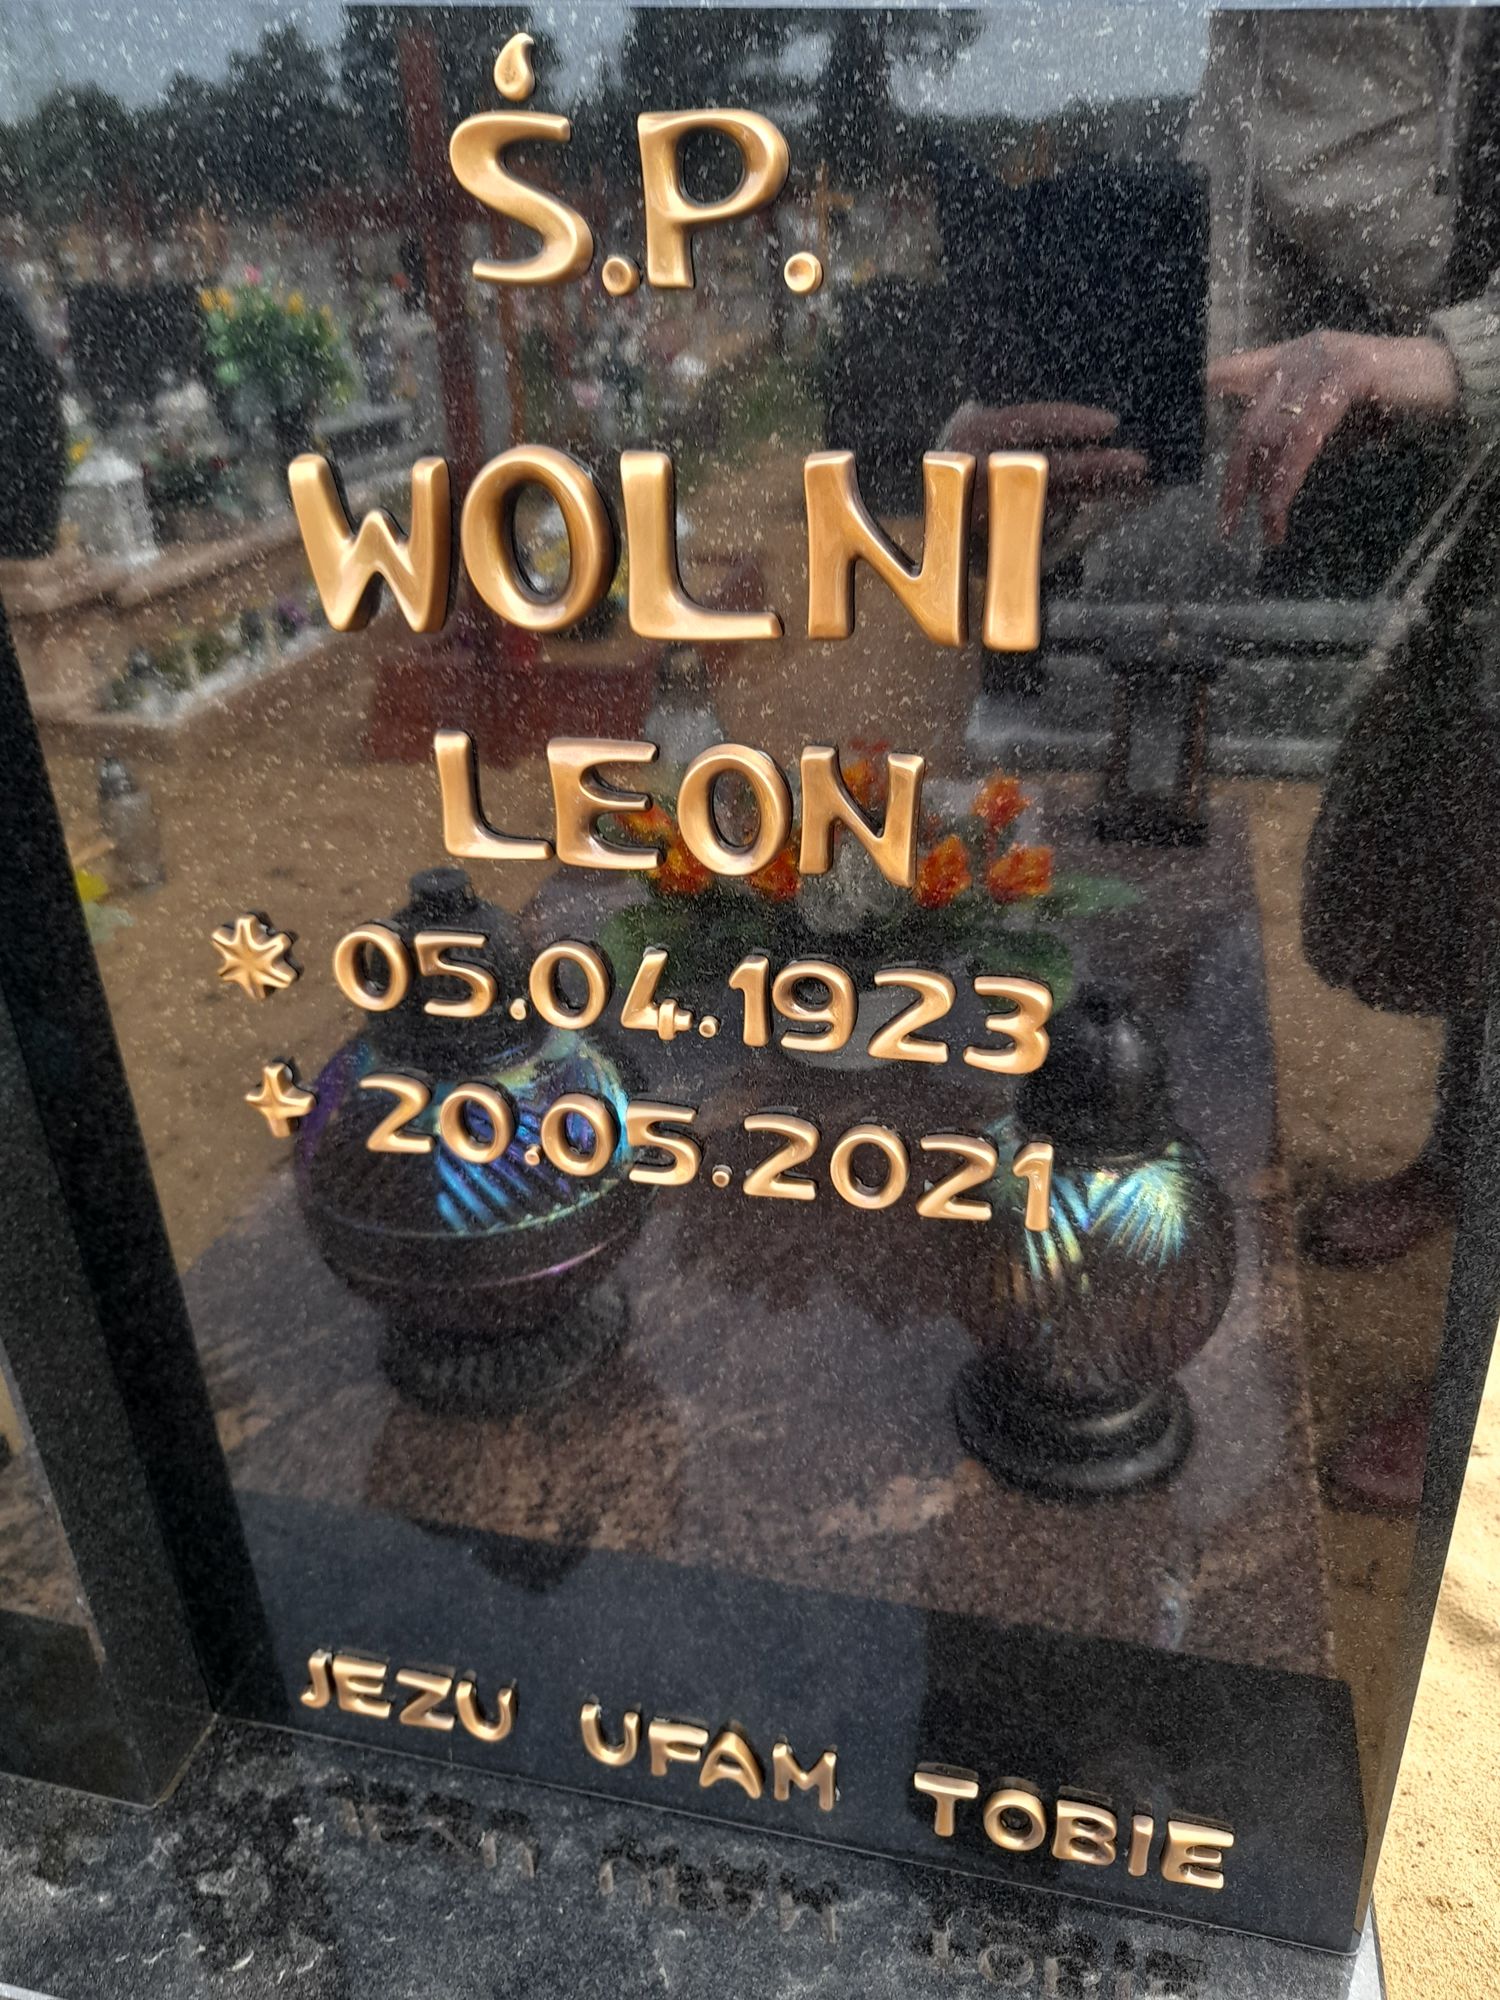 Ś.P.
WOLNI
LEON
* 05.04.1923
+ 20.05.2021
JEZU UFAM TOBIE